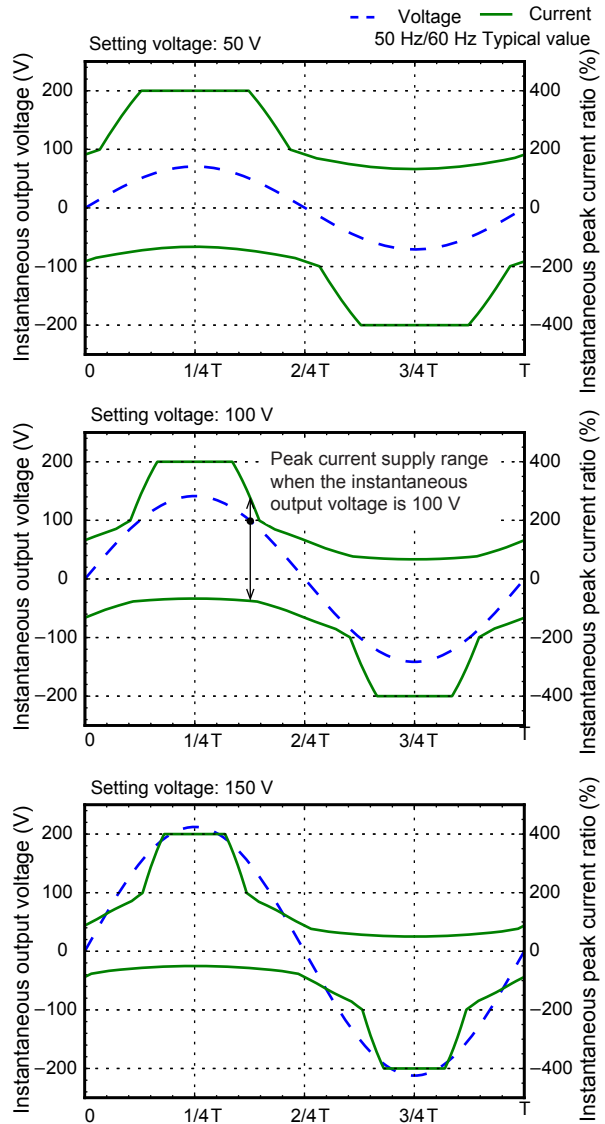 Voltage Current
50 Hz/60 Hz Typical value
Setting voltage: 50 V
Instantaneous output voltage (V)
200
100
0
−100
−200
Instantaneous peak current ratio (%)
400
200
0
−200
−400
0 1/4 T 2/4 T 3/4 T T
Setting voltage: 100 V
Instantaneous output voltage (V)
200
100
0
−100
−200
Peak current supply range
when the instantaneous
output voltage is 100 V
Instantaneous peak current ratio (%)
400
200
0
−200
−400
0 1/4 T 2/4 T 3/4 T T
Setting voltage: 150 V
Instantaneous output voltage (V)
200
100
0
−100
−200
Instantaneous peak current ratio (%)
400
200
0
−200
−400
0 1/4 T 2/4 T 3/4 T T